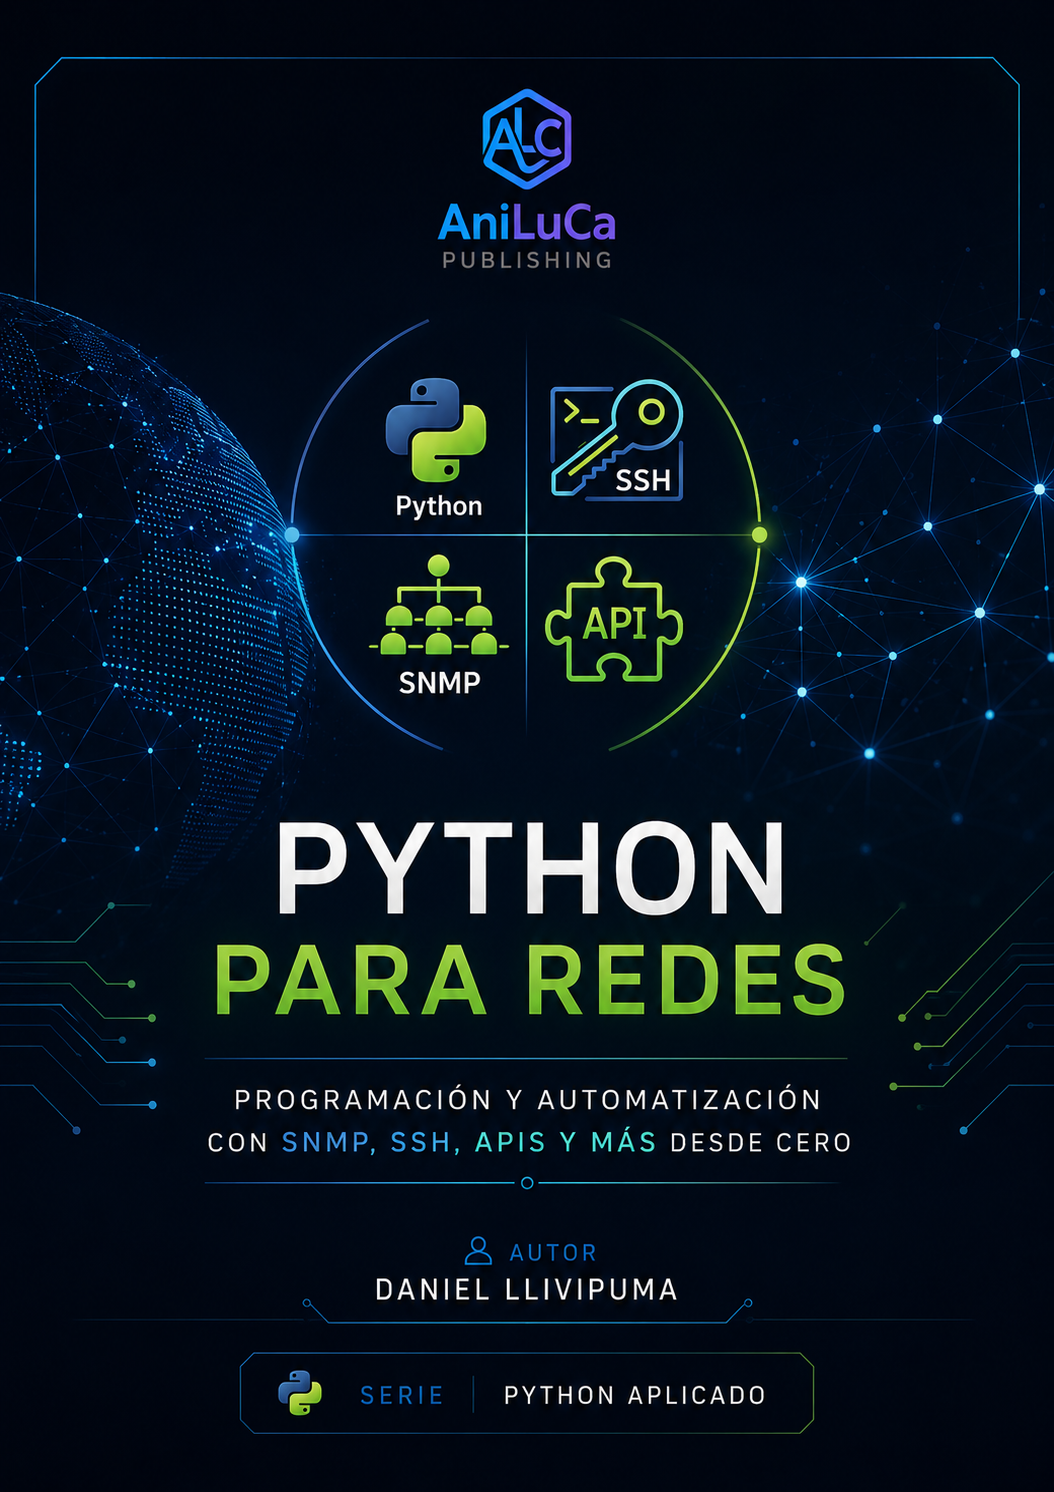 ALC
AniLuCa
PUBLISHING
Python
>_
SSH
SNMP
API
PYTHON
PARA REDES
PROGRAMACIÓN Y AUTOMATIZACIÓN
CON SNMP, SSH, APIS Y MÁS DESDE CERO
AUTOR
DANIEL LLIVIPUMA
SERIE | PYTHON APLICADO